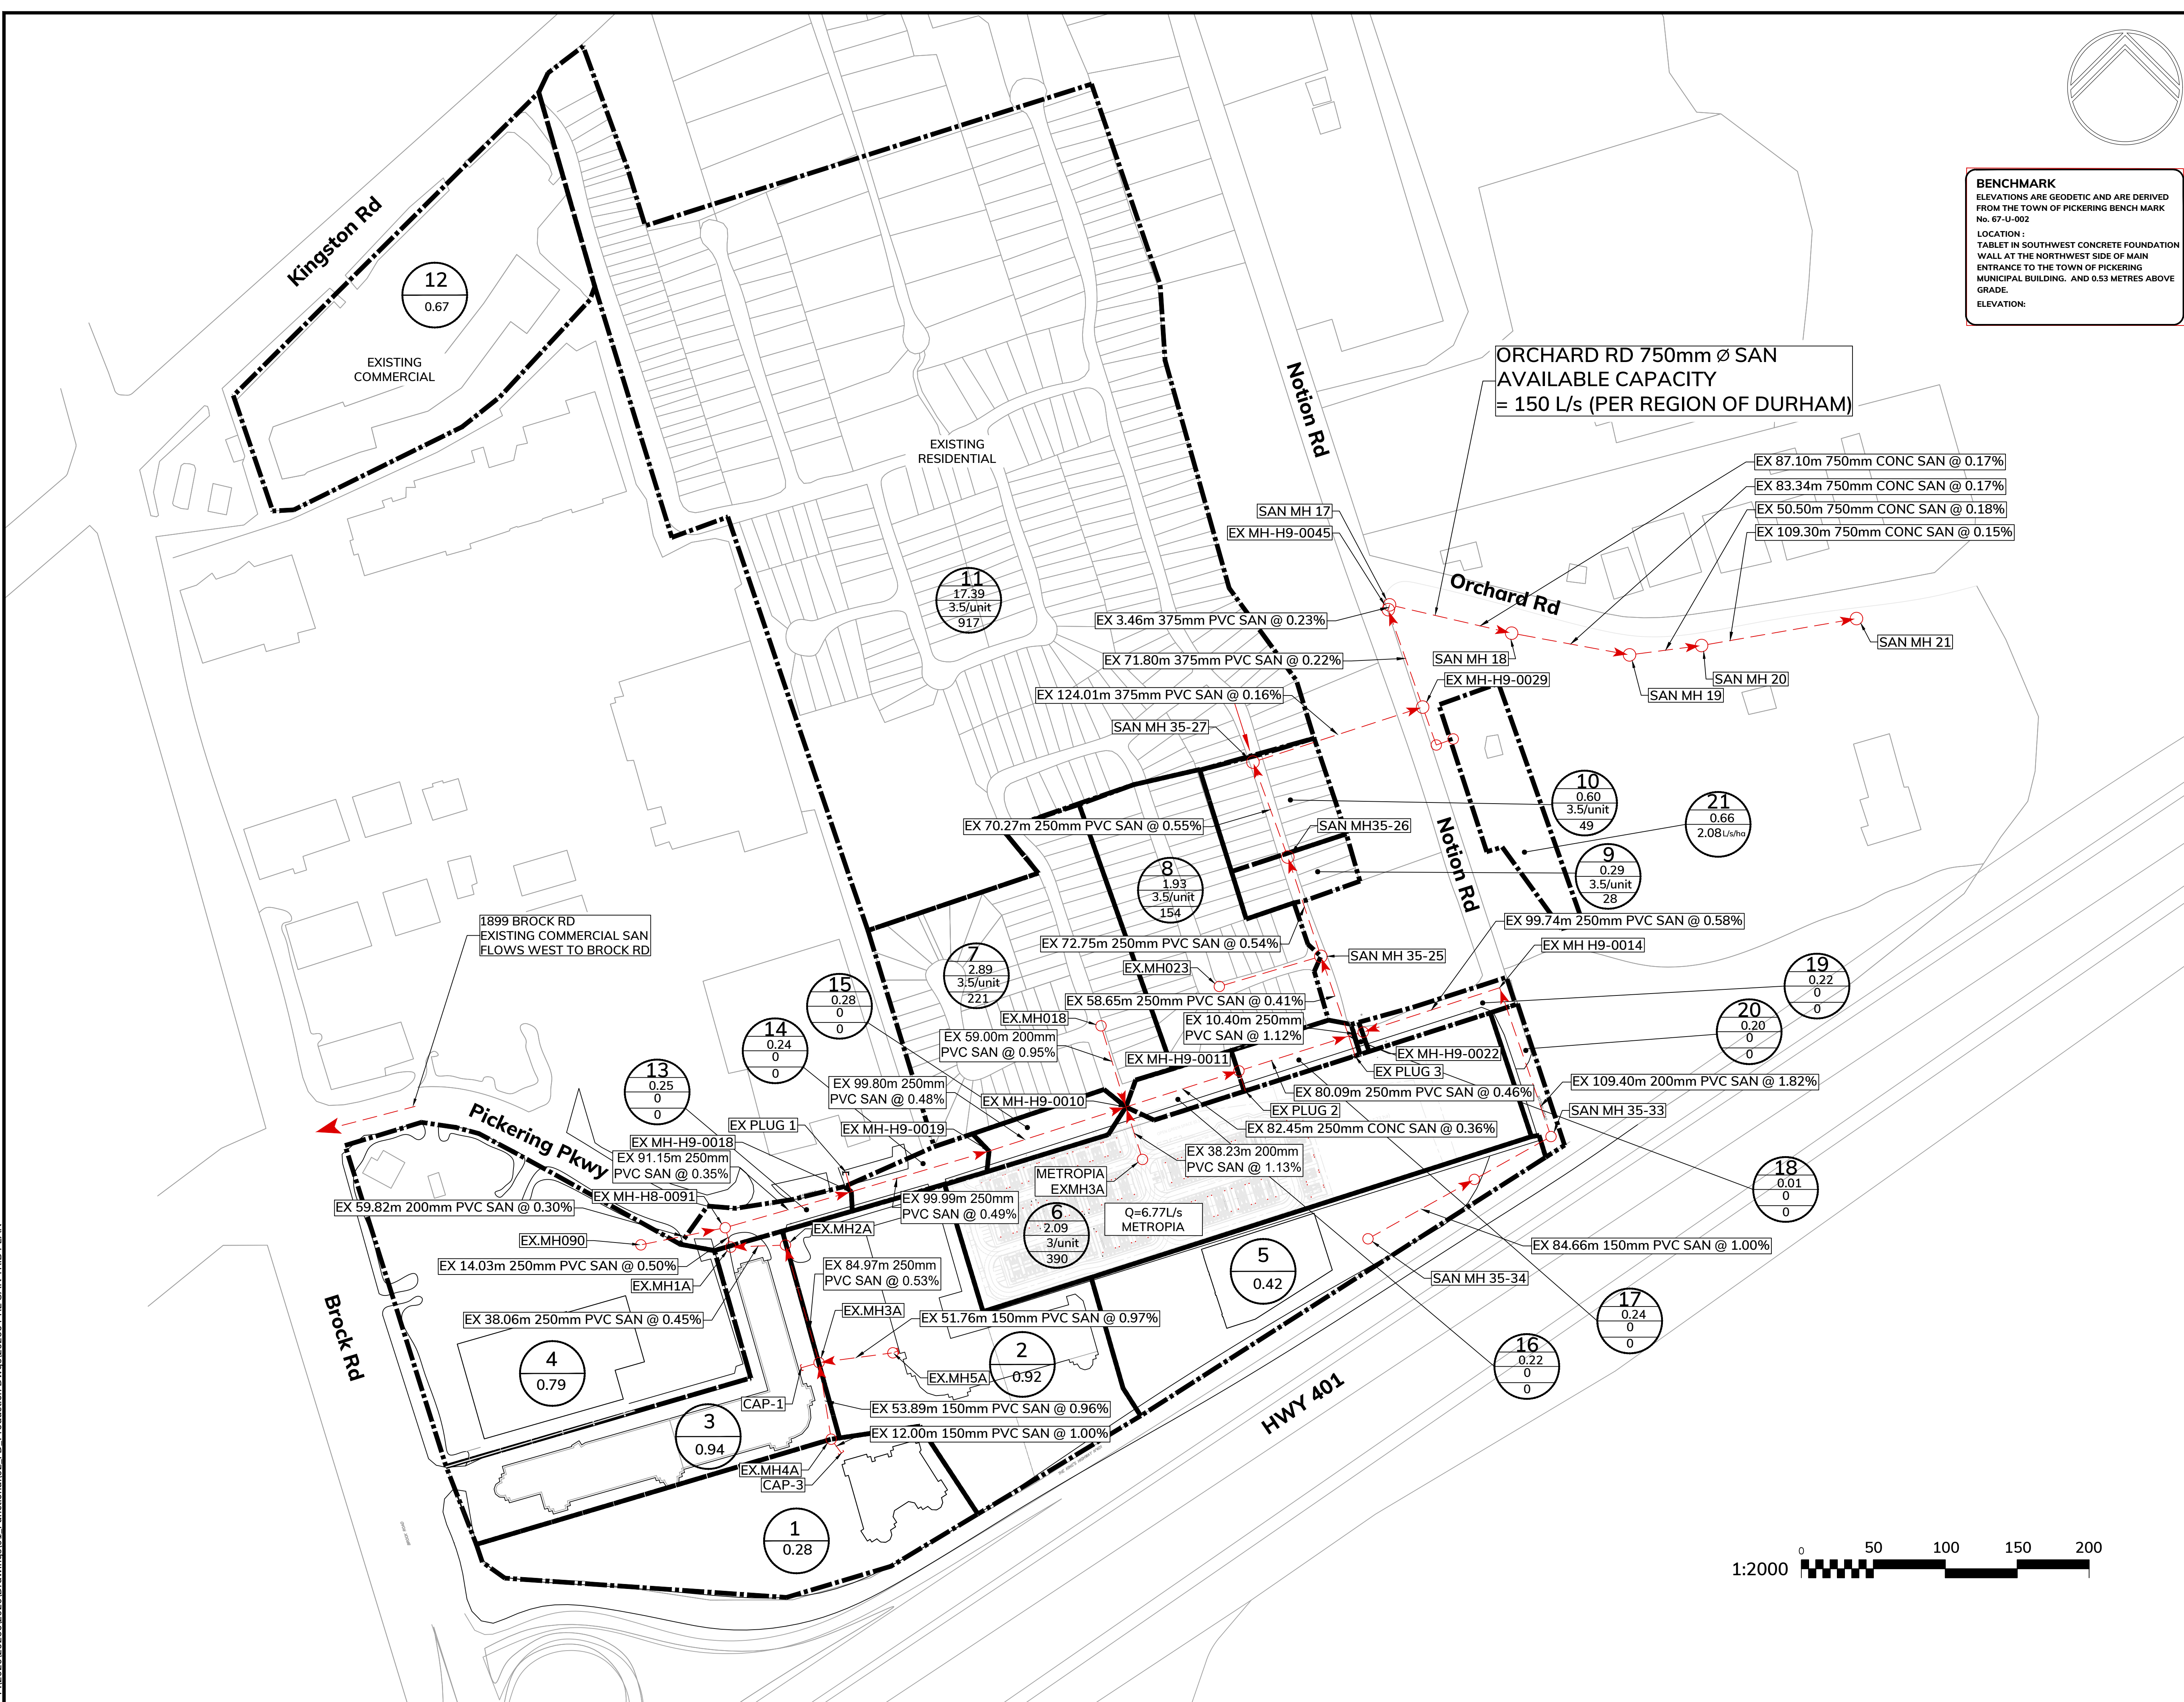 BENCHMARK
ELEVATIONS ARE GEODETIC AND ARE DERIVED
FROM THE TOWN OF PICKERING BENCH MARK
No. 67-U-002
LOCATION :
TABLET IN SOUTHWEST CONCRETE FOUNDATION
WALL AT THE NORTHWEST SIDE OF MAIN
ENTRANCE TO THE TOWN OF PICKERING
MUNICIPAL BUILDING. AND 0.53 METRES ABOVE
GRADE.
ELEVATION:
Kingston Rd
12
0.67
EXISTING
COMMERCIAL
EXISTING
RESIDENTIAL
Notion Rd
ORCHARD RD 750mm Ø SAN
AVAILABLE CAPACITY
= 150 L/s (PER REGION OF DURHAM)
EX 87.10m 750mm CONC SAN @ 0.17%
EX 83.34m 750mm CONC SAN @ 0.17%
EX 50.50m 750mm CONC SAN @ 0.18%
EX 109.30m 750mm CONC SAN @ 0.15%
SAN MH 17
EX MH-H9-0045
Orchard Rd
11
17.39
3.5/unit
917
EX 3.46m 375mm PVC SAN @ 0.23%
EX 71.80m 375mm PVC SAN @ 0.22%
SAN MH 18
SAN MH 21
EX 124.01m 375mm PVC SAN @ 0.16%
EX MH-H9-0029
SAN MH 19
SAN MH 20
SAN MH 35-27
10
0.60
3.5/unit
49
21
0.66
2.08 L/s/ha
EX 70.27m 250mm PVC SAN @ 0.55%
SAN MH35-26
Notion Rd
8
1.93
3.5/unit
154
9
0.29
3.5/unit
28
1899 BROCK RD
EXISTING COMMERCIAL SAN
FLOWS WEST TO BROCK RD
EX 99.74m 250mm PVC SAN @ 0.58%
EX 72.75m 250mm PVC SAN @ 0.54%
EX MH H9-0014
SAN MH 35-25
7
2.89
3.5/unit
221
EX.MH023
19
0.22
0
0
15
0.28
0
0
EX 58.65m 250mm PVC SAN @ 0.41%
EX.MH018
EX 10.40m 250mm
PVC SAN @ 1.12%
20
0.20
0
0
14
0.24
0
0
EX 59.00m 200mm
PVC SAN @ 0.95%
EX MH-H9-0011
EX MH-H9-0022
EX PLUG 3
13
0.25
0
0
EX 99.80m 250mm
PVC SAN @ 0.48%
EX MH-H9-0010
EX 80.09m 250mm PVC SAN @ 0.46%
EX 109.40m 200mm PVC SAN @ 1.82%
EX PLUG 2
SAN MH 35-33
Pickering Pkwy
EX PLUG 1
EX MH-H9-0019
EX 82.45m 250mm CONC SAN @ 0.36%
EX MH-H9-0018
EX 91.15m 250mm
PVC SAN @ 0.35%
EX 38.23m 200mm
PVC SAN @ 1.13%
METROPIA
EXMH3A
18
0.01
0
0
EX MH-H8-0091
EX 59.82m 200mm PVC SAN @ 0.30%
EX 99.99m 250mm
PVC SAN @ 0.49%
6
2.09
3/unit
390
Q=6.77L/s
METROPIA
EX.MH2A
EX.MH090
EX 84.66m 150mm PVC SAN @ 1.00%
EX 14.03m 250mm PVC SAN @ 0.50%
EX 84.97m 250mm
PVC SAN @ 0.53%
5
0.42
SAN MH 35-34
EX.MH1A
EX.MH3A
17
0.24
0
0
EX 38.06m 250mm PVC SAN @ 0.45%
EX 51.76m 150mm PVC SAN @ 0.97%
Brock Rd
4
0.79
2
0.92
16
0.22
0
0
EX.MH5A
CAP-1
HWY 401
3
0.94
EX 53.89m 150mm PVC SAN @ 0.96%
EX 12.00m 150mm PVC SAN @ 1.00%
EX.MH4A
CAP-3
1
0.28
1:2000
0 50 100 150 200